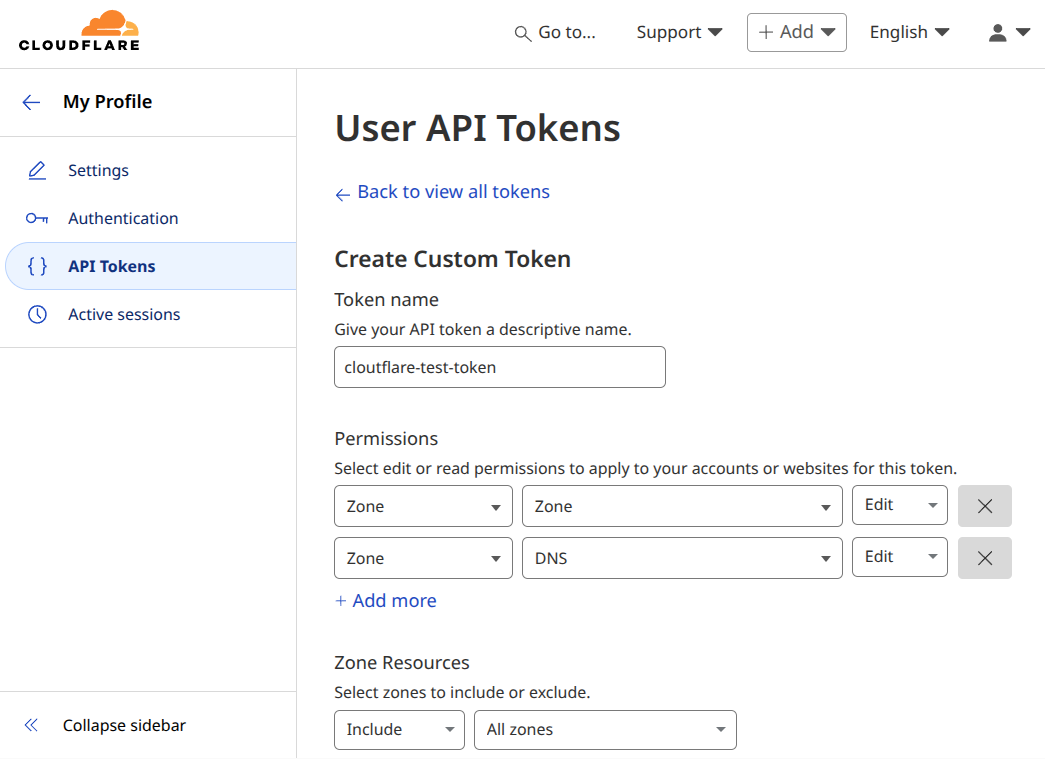 CLOUDFLARE
Go to...
Support
Add
English
My Profile
Settings
Authentication
API Tokens
Active sessions
Collapse sidebar
User API Tokens
Back to view all tokens
Create Custom Token
Token name
Give your API token a descriptive name.
cloutflare-test-token
Permissions
Select edit or read permissions to apply to your accounts or websites for this token.
Zone Zone Edit
Zone DNS Edit
+ Add more
Zone Resources
Select zones to include or exclude.
Include All zones